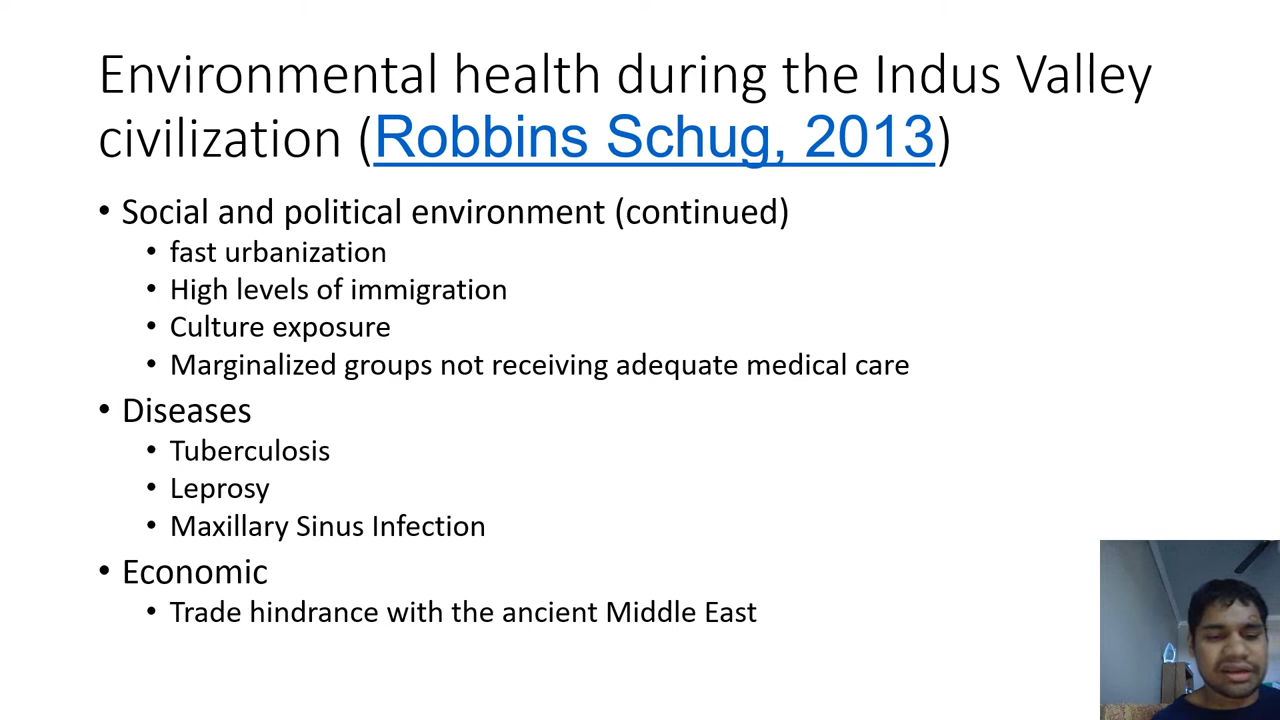 Environmental health during the Indus Valley
civilization (Robbins Schug, 2013)
• Social and political environment (continued)
• fast urbanization
• High levels of immigration
• Culture exposure
• Marginalized groups not receiving adequate medical care
• Diseases
• Tuberculosis
• Leprosy
• Maxillary Sinus Infection
• Economic
• Trade hindrance with the ancient Middle East